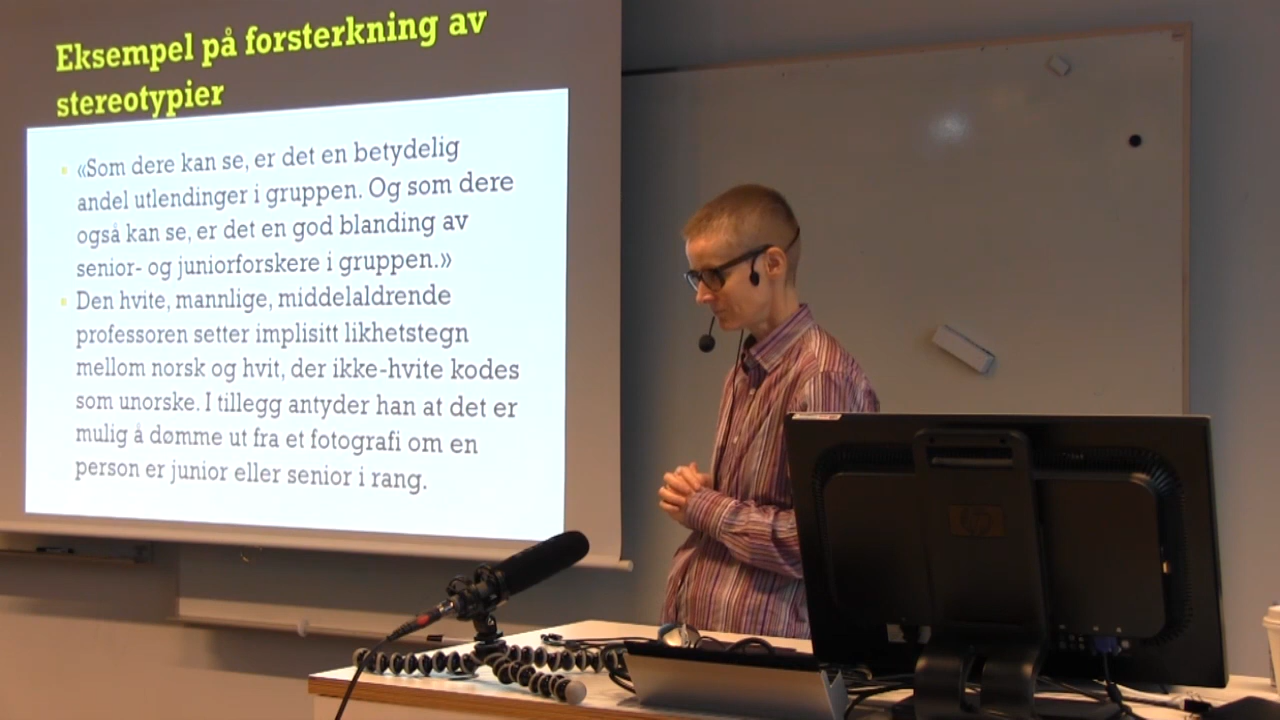 Eksempel på forsterkning av
stereotypier
«Som dere kan se, er det en betydelig
andel utlendinger i gruppen. Og som dere
også kan se, er det en god blanding av
senior- og juniorforskere i gruppen.»
Den hvite, mannlige, middelaldrende
professoren setter implisitt likhetstegn
mellom norsk og hvit, der ikke-hvite kodes
som unorske. I tillegg antyder han at det er
mulig å dømme ut fra et fotografi om en
person er junior eller senior i rang.
hp